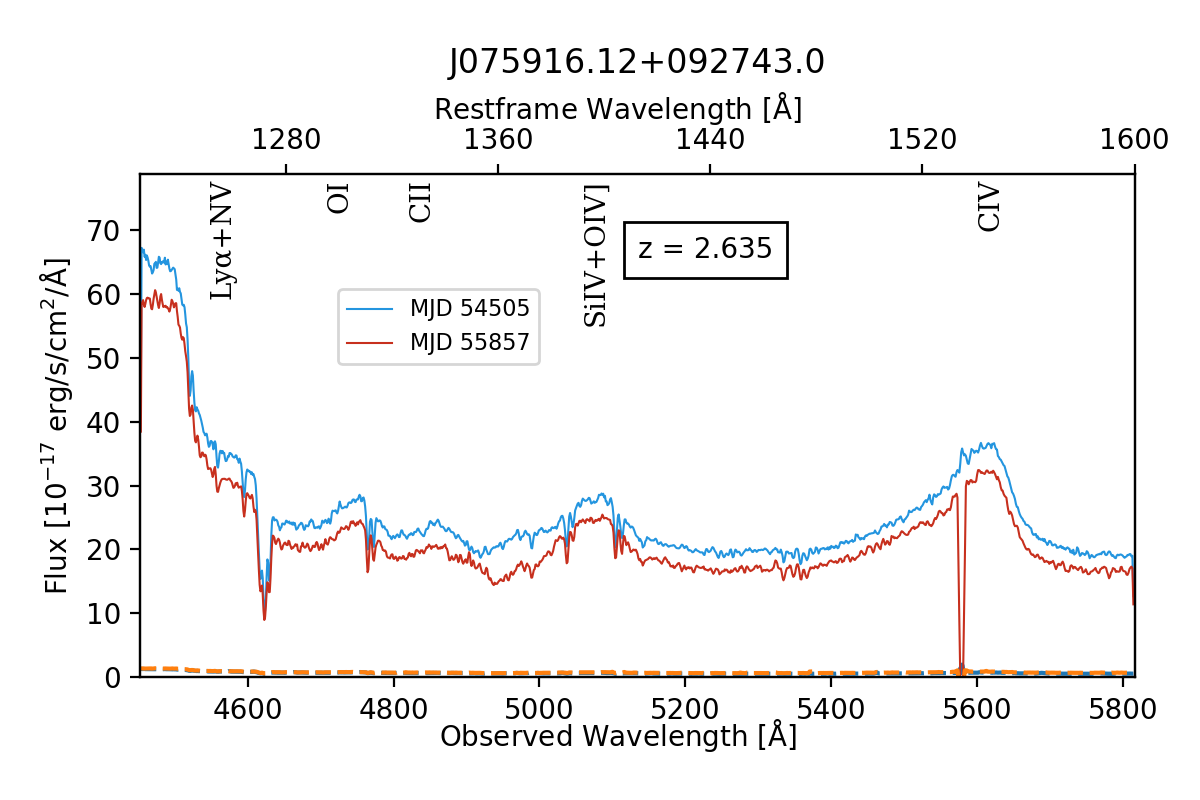 J075916.12+092743.0
Restframe Wavelength [Å]
1280 1360 1440 1520 1600
Lyα+NV
OI
CII
SiIV+OIV]
CIV
z = 2.635
MJD 54505
MJD 55857
Flux [10⁻¹⁷ erg/s/cm²/Å]
70
60
50
40
30
20
10
0
4600 4800 5000 5200 5400 5600 5800
Observed Wavelength [Å]